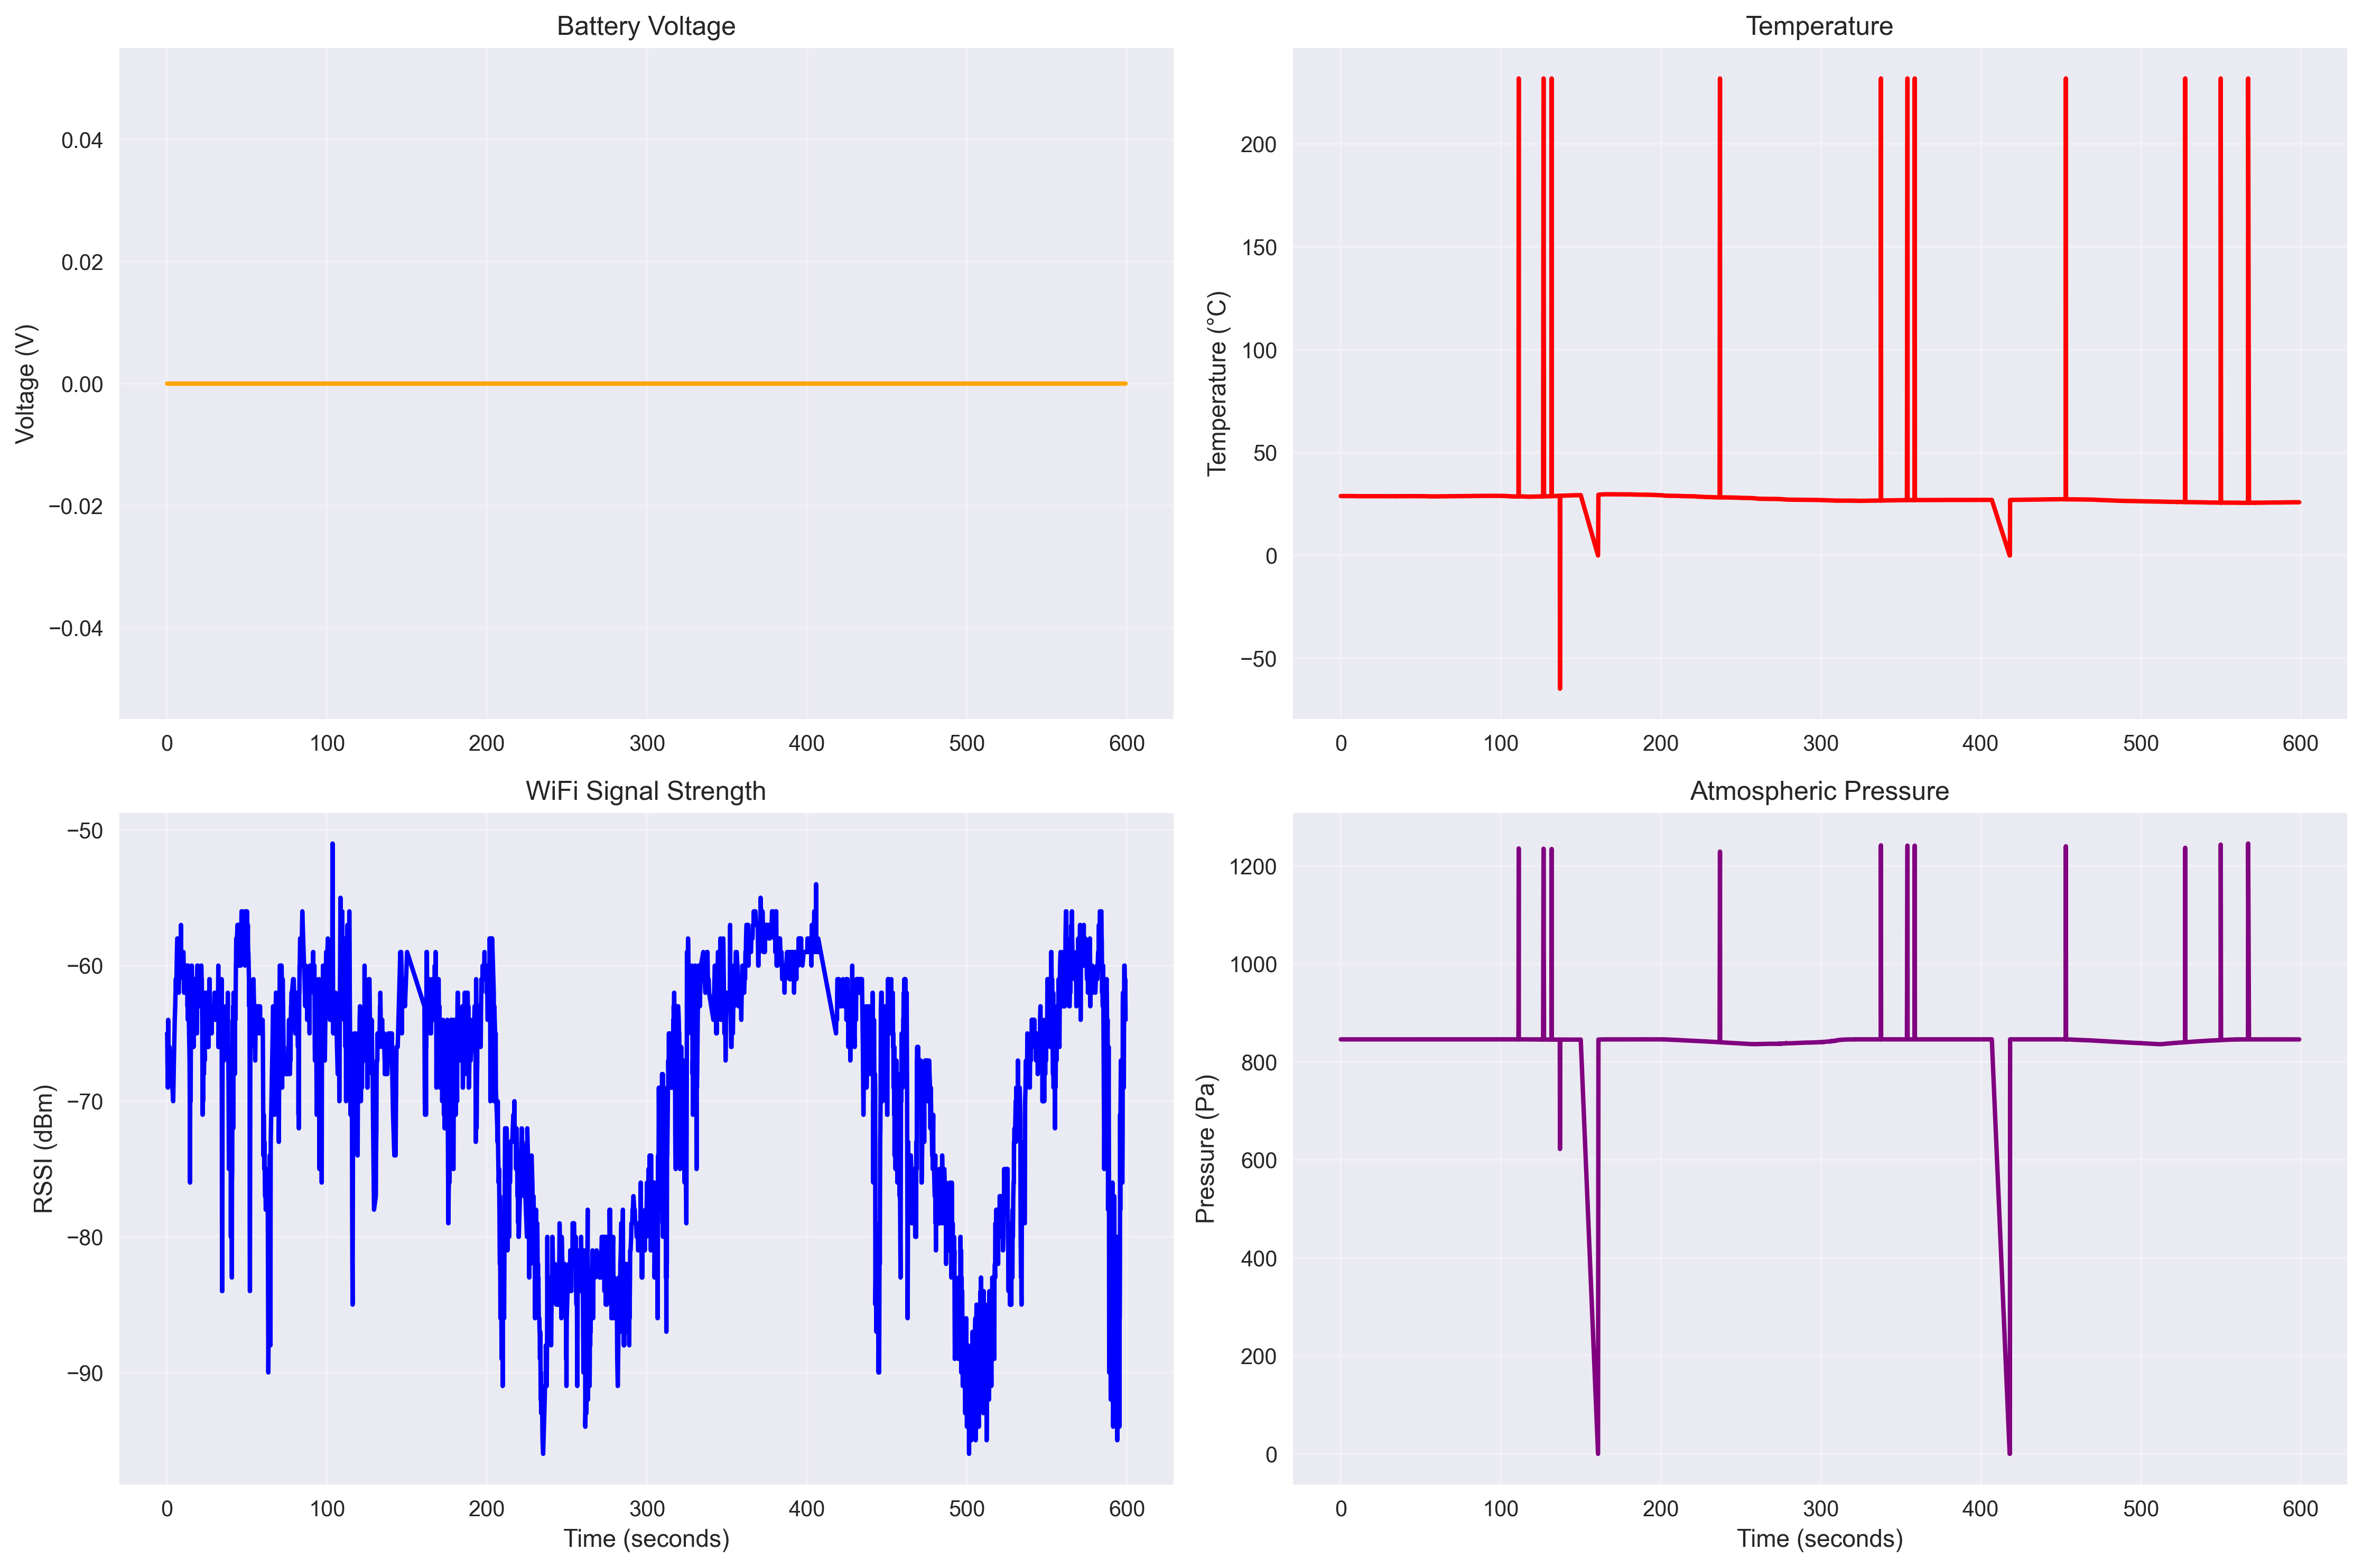 Battery Voltage
Voltage (V)
0.04
0.02
0.00
−0.02
−0.04
0 100 200 300 400 500 600
Temperature
Temperature (°C)
200
150
100
50
0
−50
0 100 200 300 400 500 600
WiFi Signal Strength
RSSI (dBm)
−50
−60
−70
−80
−90
0 100 200 300 400 500 600
Time (seconds)
Atmospheric Pressure
Pressure (Pa)
1200
1000
800
600
400
200
0
0 100 200 300 400 500 600
Time (seconds)